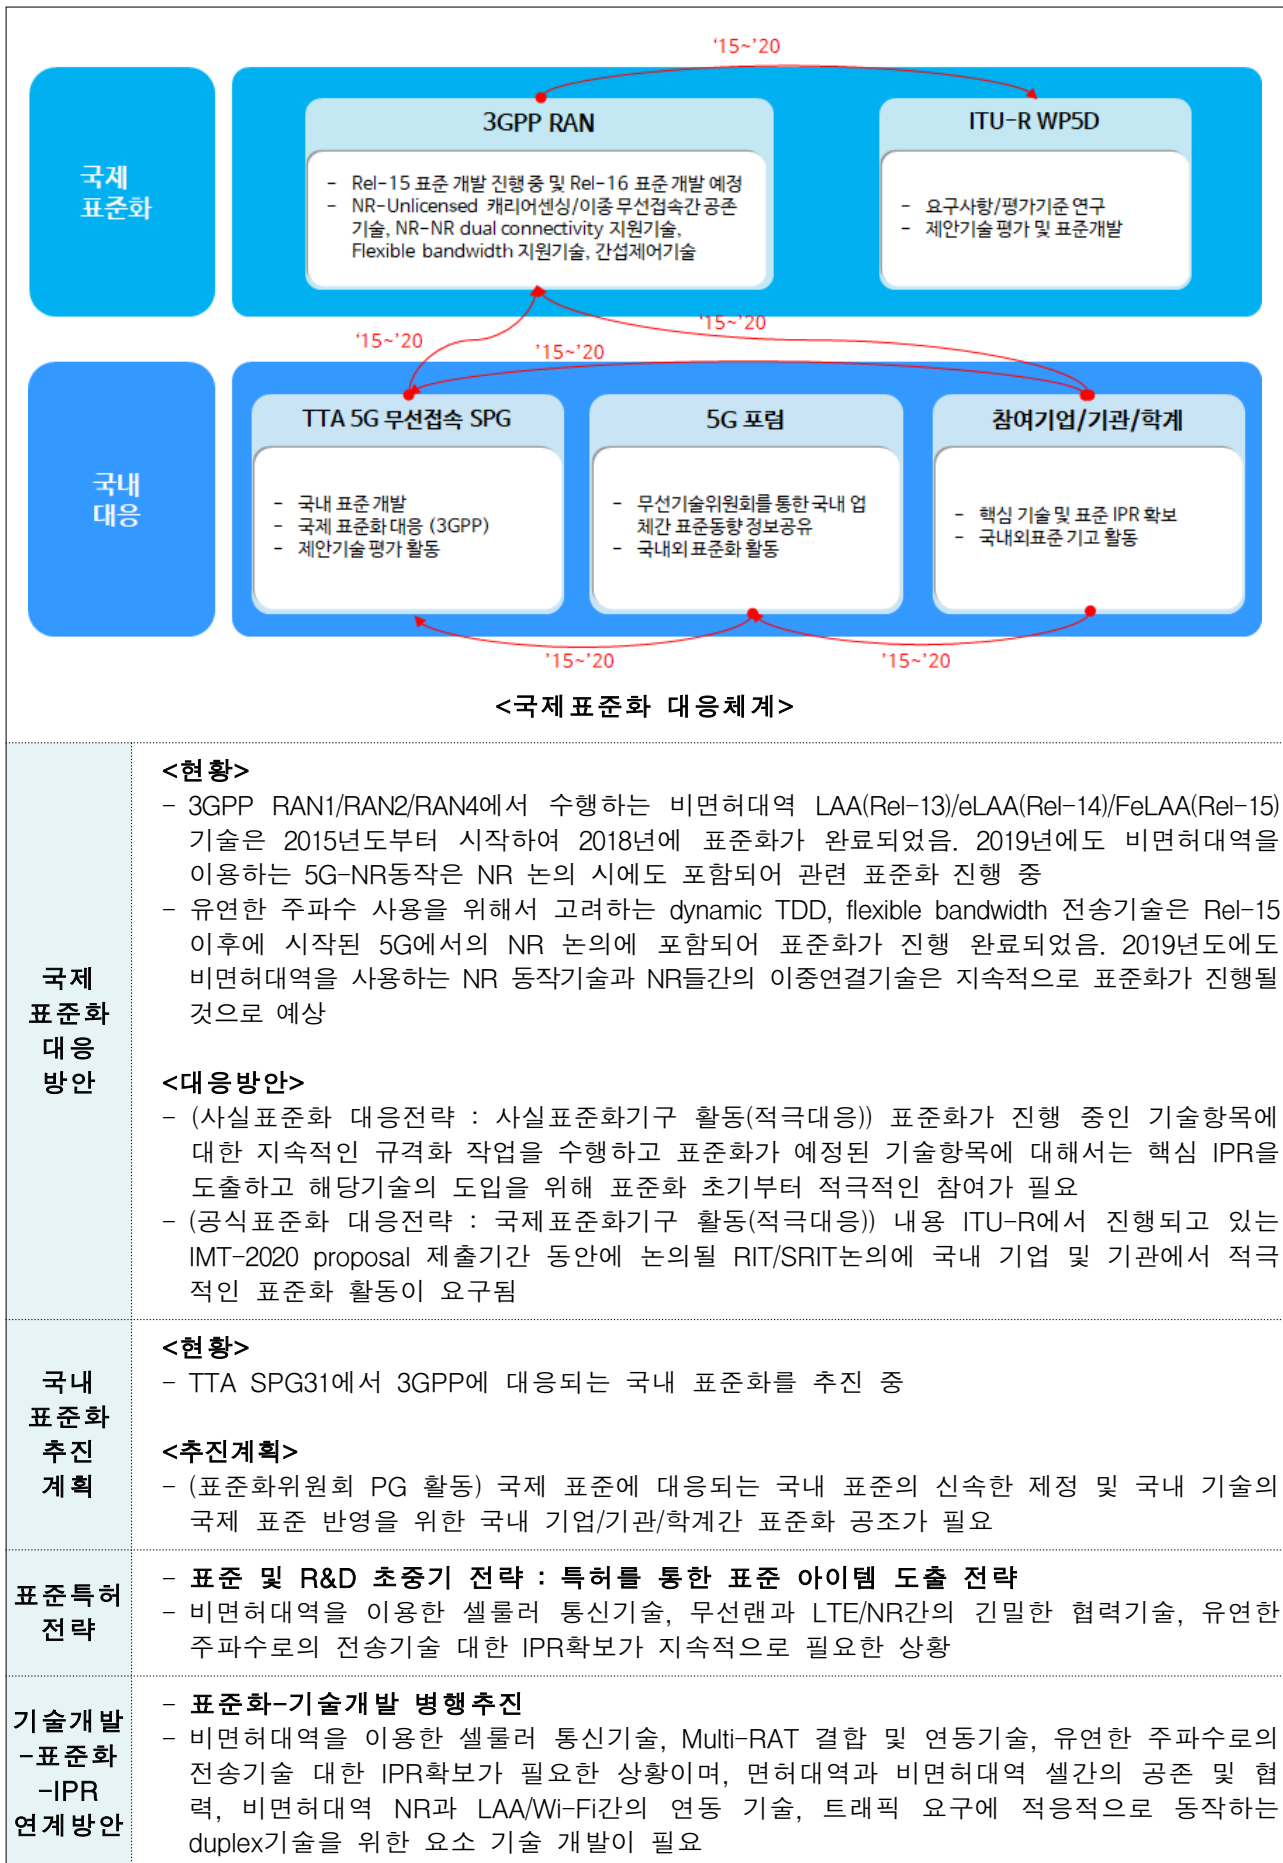 ‘15~’20
국제
표준화
3GPP RAN
- Rel-15 표준 개발 진행 중 및 Rel-16 표준 개발 예정
- NR-Unlicensed 캐리어센싱/이종 무선접속간 공존
기술, NR-NR dual connectivity 지원기술,
Flexible bandwidth 지원기술, 간섭제어기술
ITU-R WP5D
- 요구사항/평가기준 연구
- 제안기술 평가 및 표준개발
‘15~’20
’15~’20
‘15~’20
국내
대응
TTA 5G 무선접속 SPG
- 국내 표준 개발
- 국제 표준화 대응 (3GPP)
- 제안기술 평가 활동
5G 포럼
- 무선기술위원회를 통한 국내 업
체간 표준동향 정보공유
- 국내외 표준화 활동
참여기업/기관/학계
- 핵심 기술 및 표준 IPR 확보
- 국내외표준 기고 활동
’15~’20
’15~’20
<국제표준화 대응체계>
국제
표준화
대응
방안
<현황>
- 3GPP RAN1/RAN2/RAN4에서 수행하는 비면허대역 LAA(Rel-13)/eLAA(Rel-14)/FeLAA(Rel-15)
기술은 2015년도부터 시작하여 2018년에 표준화가 완료되었음. 2019년에도 비면허대역을
이용하는 5G-NR동작은 NR 논의 시에도 포함되어 관련 표준화 진행 중
- 유연한 주파수 사용을 위해서 고려하는 dynamic TDD, flexible bandwidth 전송기술은 Rel-15
이후에 시작된 5G에서의 NR 논의에 포함되어 표준화가 진행 완료되었음. 2019년도에도
비면허대역을 사용하는 NR 동작기술과 NR들간의 이중연결기술은 지속적으로 표준화가 진행될
것으로 예상
<대응방안>
- (사실표준화 대응전략 : 사실표준화기구 활동(적극대응)) 표준화가 진행 중인 기술항목에
대한 지속적인 규격화 작업을 수행하고 표준화가 예정된 기술항목에 대해서는 핵심 IPR을
도출하고 해당기술의 도입을 위해 표준화 초기부터 적극적인 참여가 필요
- (공식표준화 대응전략 : 국제표준화기구 활동(적극대응)) 내용 ITU-R에서 진행되고 있는
IMT-2020 proposal 제출기간 동안에 논의될 RIT/SRIT논의에 국내 기업 및 기관에서 적극
적인 표준화 활동이 요구됨
국내
표준화
추진
계획
<현황>
- TTA SPG31에서 3GPP에 대응되는 국내 표준화를 추진 중
<추진계획>
- (표준화위원회 PG 활동) 국제 표준에 대응되는 국내 표준의 신속한 제정 및 국내 기술의
국제 표준 반영을 위한 국내 기업/기관/학계간 표준화 공조가 필요
표준특허
전략
- 표준 및 R&D 초중기 전략 : 특허를 통한 표준 아이템 도출 전략
- 비면허대역을 이용한 셀룰러 통신기술, 무선랜과 LTE/NR간의 긴밀한 협력기술, 유연한
주파수로의 전송기술 대한 IPR확보가 지속적으로 필요한 상황
기술개발
-표준화
-IPR
연계방안
- 표준화-기술개발 병행추진
- 비면허대역을 이용한 셀룰러 통신기술, Multi-RAT 결합 및 연동기술, 유연한 주파수로의
전송기술 대한 IPR확보가 필요한 상황이며, 면허대역과 비면허대역 셀간의 공존 및 협
력, 비면허대역 NR과 LAA/Wi-Fi간의 연동 기술, 트래픽 요구에 적응적으로 동작하는
duplex기술을 위한 요소 기술 개발이 필요